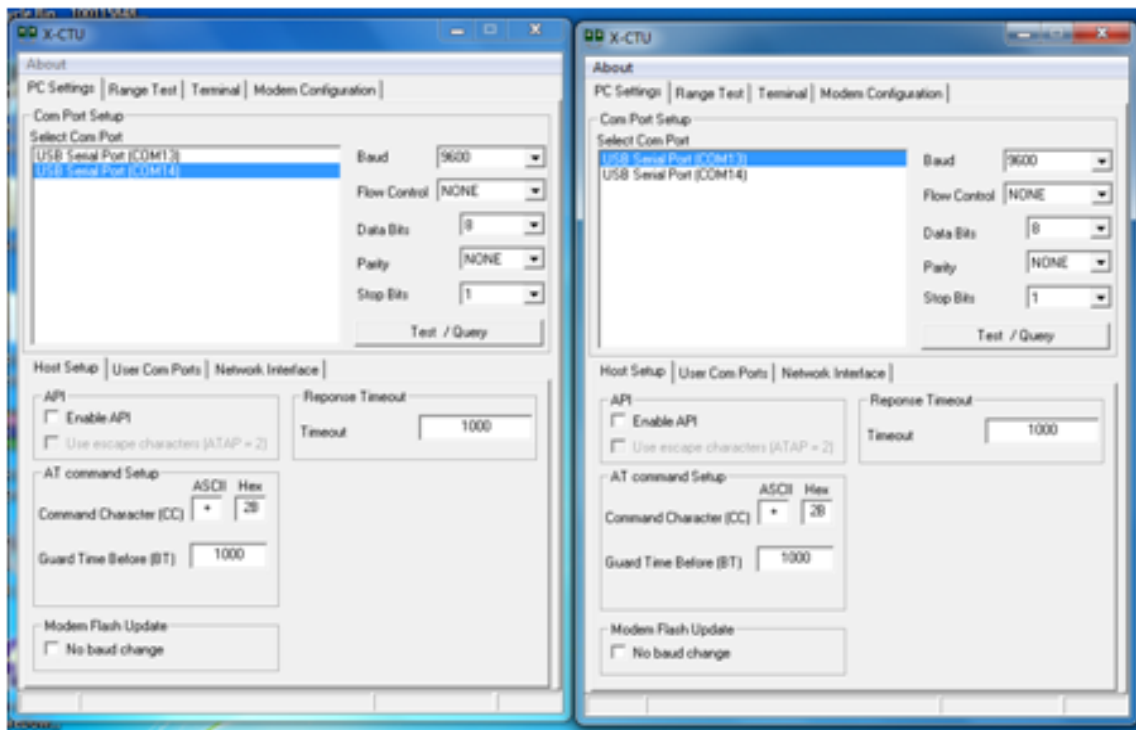 X-CTU
About
PC Settings Range Test Terminal Modem Configuration
Com Port Setup
Select Com Port
USB Serial Port (COM13)
USB Serial Port (COM14)
Baud 9600
Flow Control NONE
Data Bits 8
Parity NONE
Stop Bits 1
Test / Query
Host Setup User Com Ports Network Interface
API
Enable API
Use escape characters (ATAP = 2)
Reponse Timeout
Timeout 1000
AT command Setup
ASCII Hex
Command Character (CC) + 2B
Guard Time Before (BT) 1000
Modem Flash Update
No baud change
X-CTU
About
PC Settings Range Test Terminal Modem Configuration
Com Port Setup
Select Com Port
USB Serial Port (COM13)
USB Serial Port (COM14)
Baud 9600
Flow Control NONE
Data Bits 8
Parity NONE
Stop Bits 1
Test / Query
Host Setup User Com Ports Network Interface
API
Enable API
Use escape characters (ATAP = 2)
Reponse Timeout
Timeout 1000
AT command Setup
ASCII Hex
Command Character (CC) + 2B
Guard Time Before (BT) 1000
Modem Flash Update
No baud change